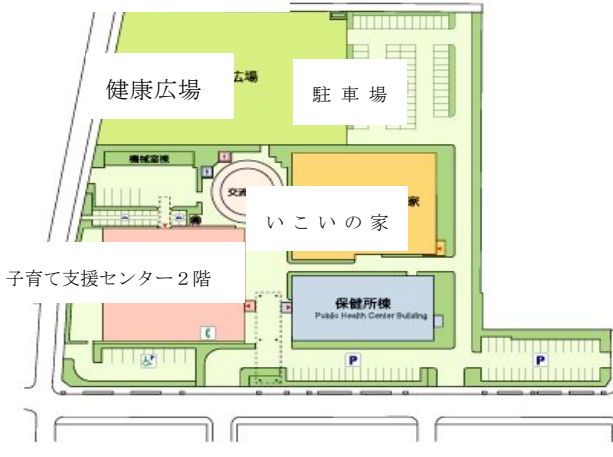 健康広場
広場
駐車場
機械室棟
交流
家
いこいの家
子育て支援センター2階
保健所棟
Public Health Center Building
P
P